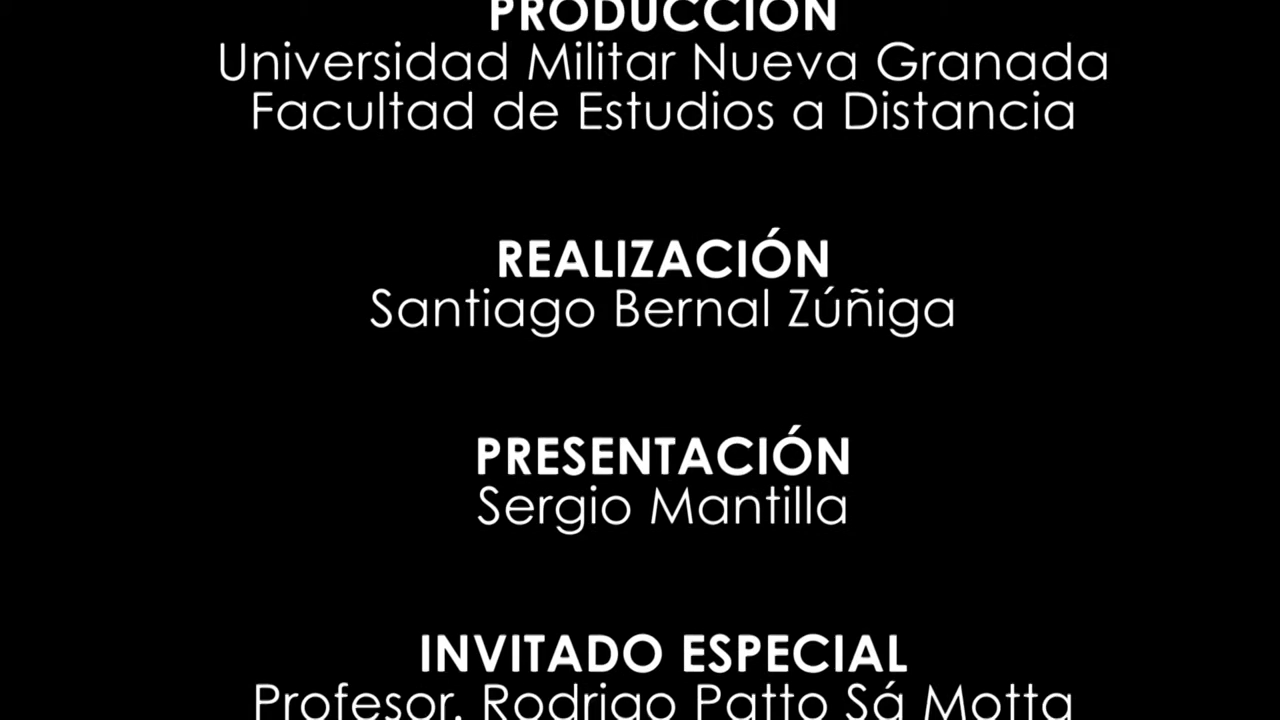 PRODUCCIÓN
Universidad Militar Nueva Granada
Facultad de Estudios a Distancia
REALIZACIÓN
Santiago Bernal Zúñiga
PRESENTACIÓN
Sergio Mantilla
INVITADO ESPECIAL
Profesor. Rodrigo Patto Sá Motta